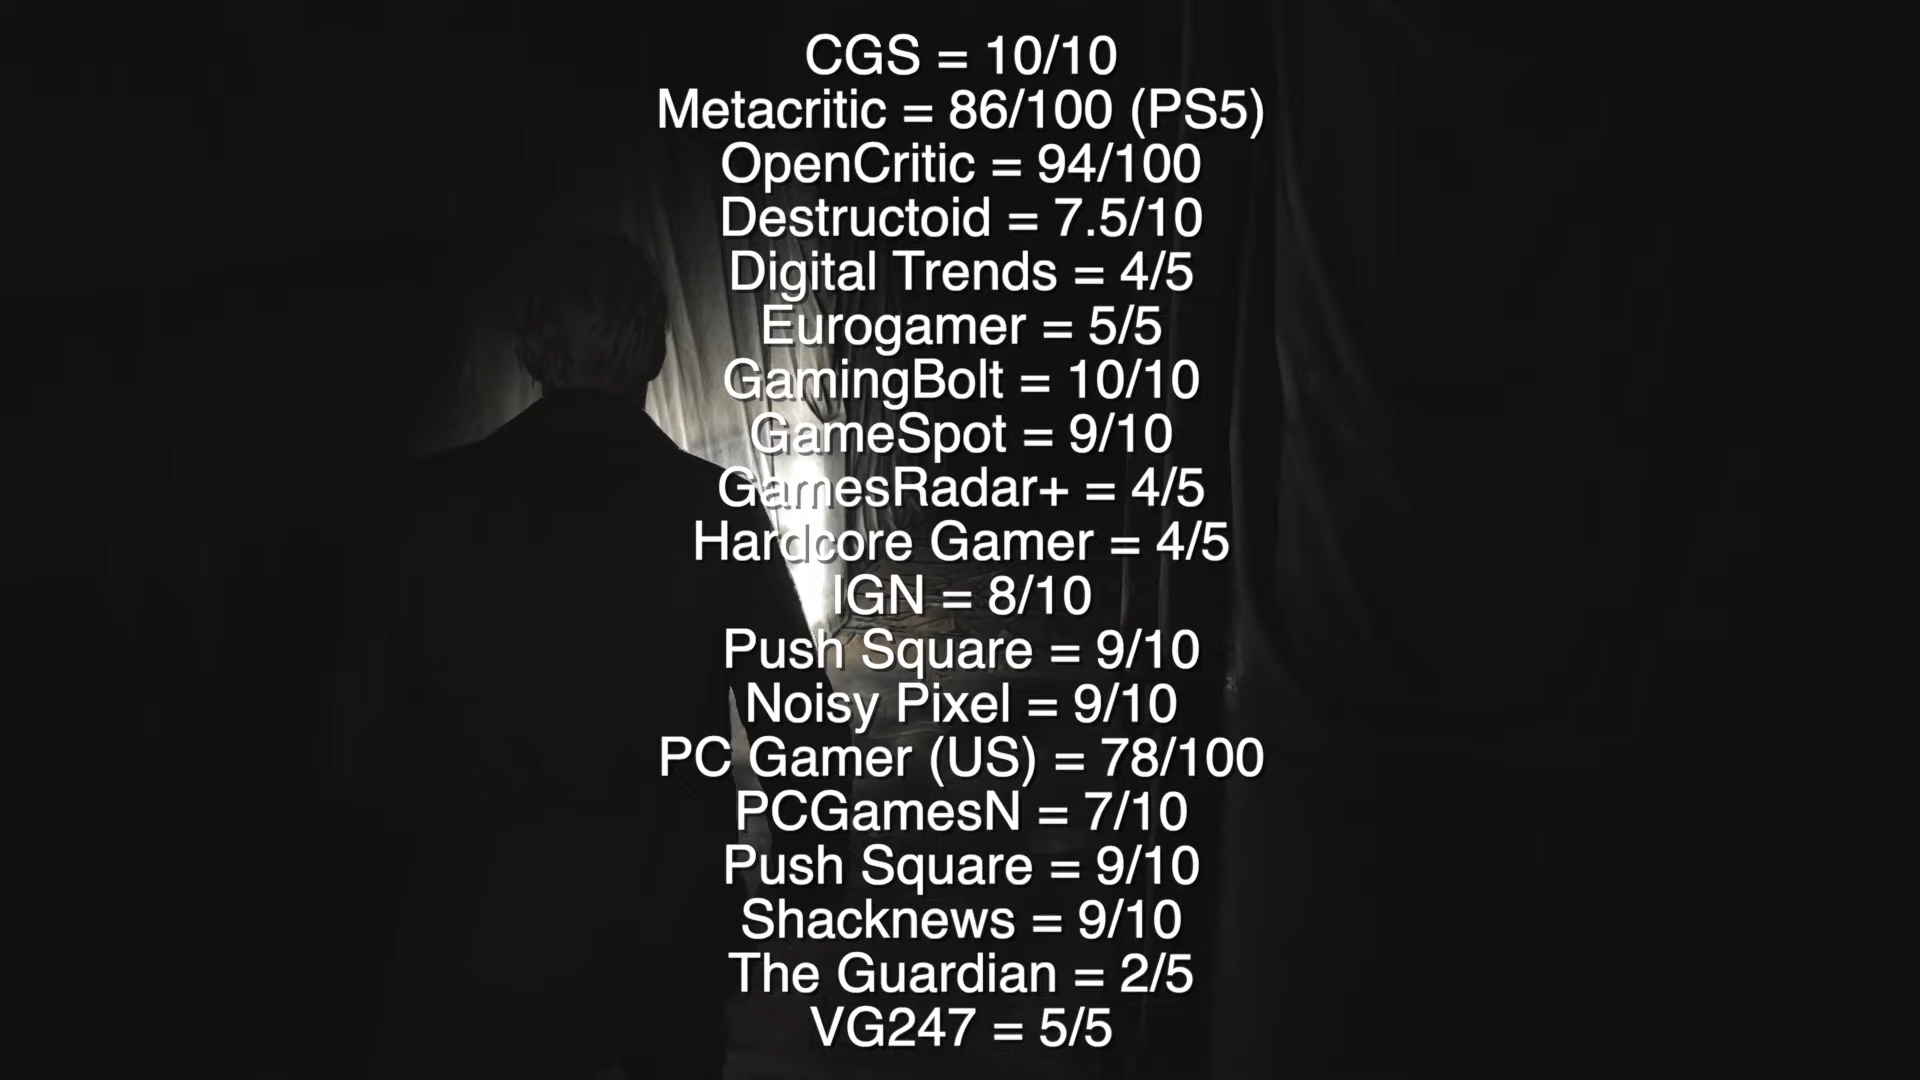 CGS = 10/10
Metacritic = 86/100 (PS5)
OpenCritic = 94/100
Destructoid = 7.5/10
Digital Trends = 4/5
Eurogamer = 5/5
GamingBolt = 10/10
GameSpot = 9/10
GamesRadar+ = 4/5
Hardcore Gamer = 4/5
IGN = 8/10
Push Square = 9/10
Noisy Pixel = 9/10
PC Gamer (US) = 78/100
PCGamesN = 7/10
Push Square = 9/10
Shacknews = 9/10
The Guardian = 2/5
VG247 = 5/5